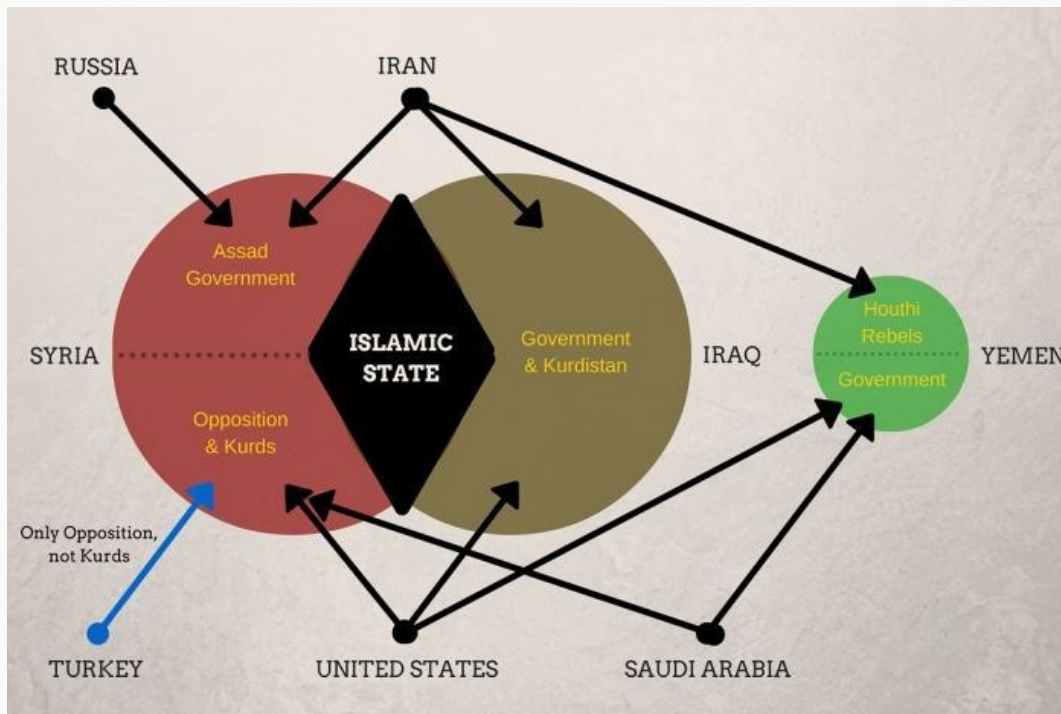 RUSSIA
IRAN
Assad
Government
SYRIA
ISLAMIC
STATE
Government
& Kurdistan
IRAQ
Houthi
Rebels
Government
YEMEN
Opposition
& Kurds
Only Opposition,
not Kurds
TURKEY
UNITED STATES
SAUDI ARABIA